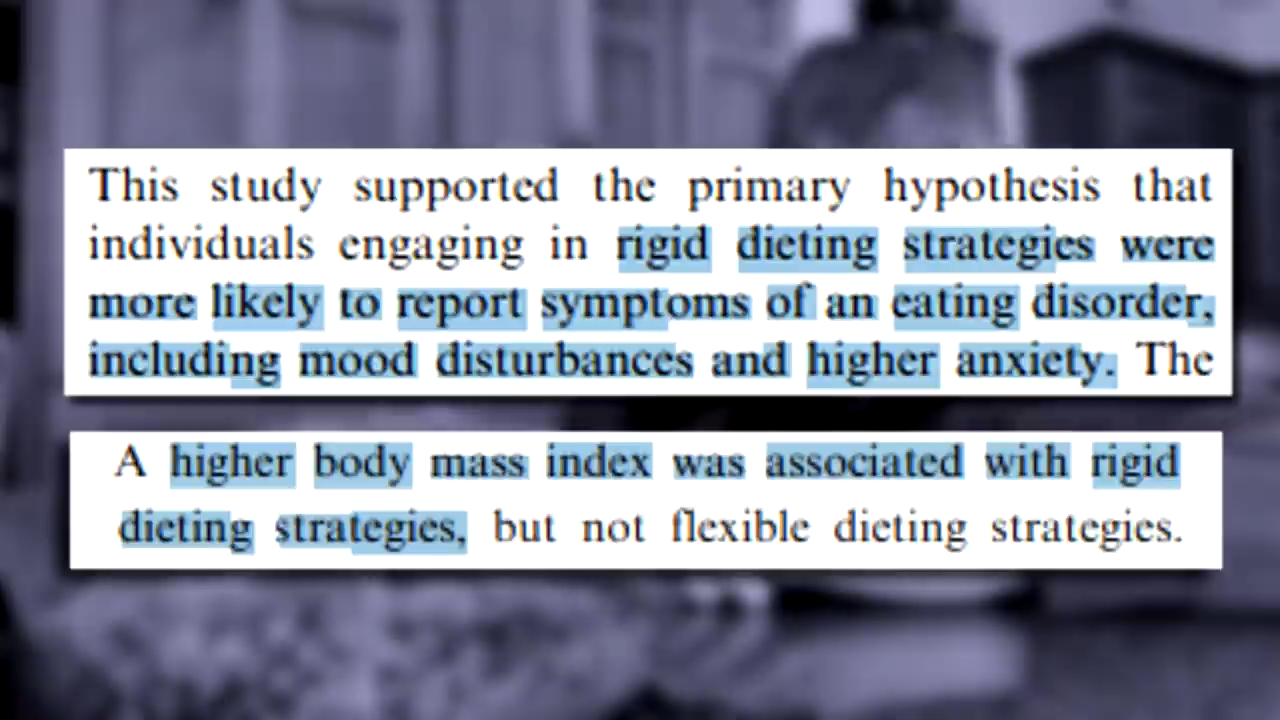 This study supported the primary hypothesis that
individuals engaging in rigid dieting strategies were
more likely to report symptoms of an eating disorder,
including mood disturbances and higher anxiety. The
A higher body mass index was associated with rigid
dieting strategies, but not flexible dieting strategies.